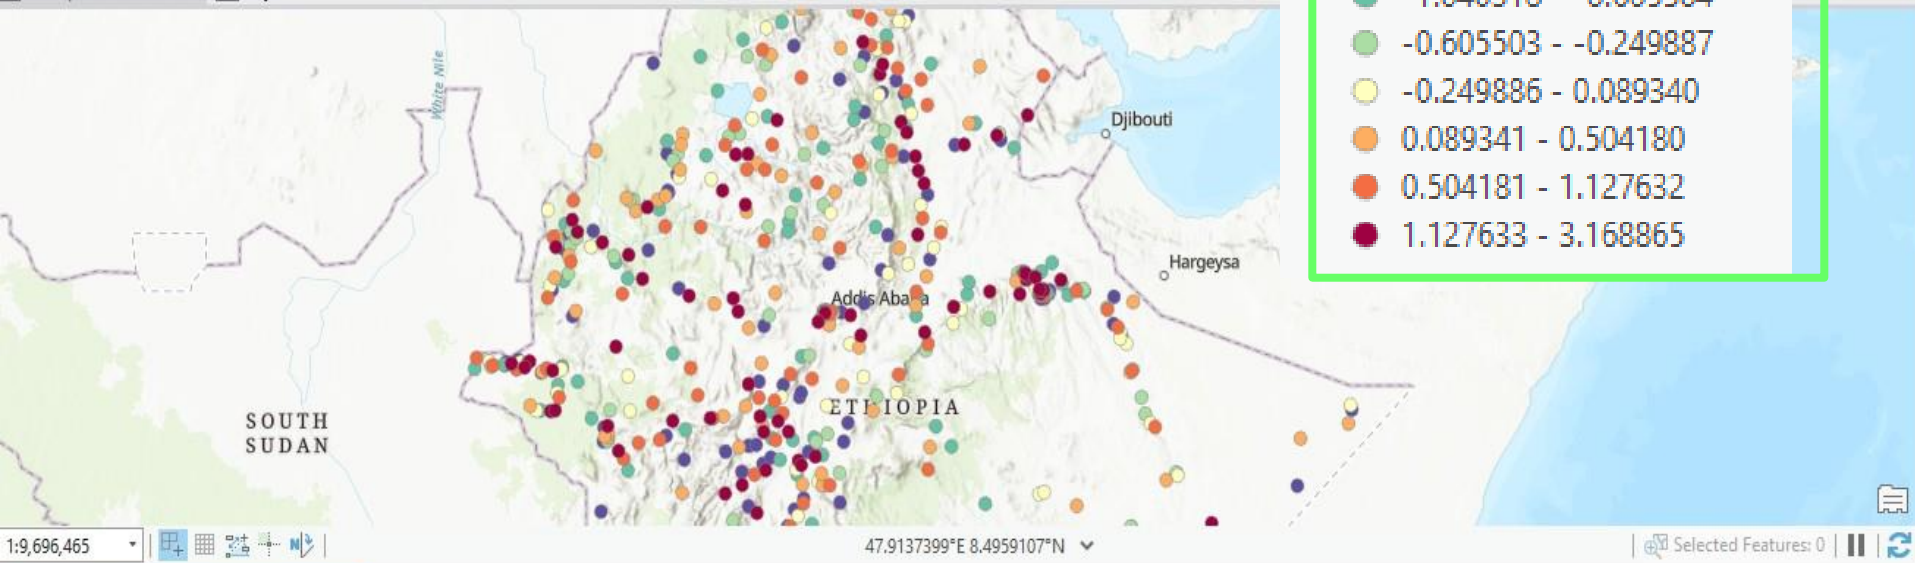 -0.605503 - -0.249887
-0.249886 - 0.089340
0.089341 - 0.504180
0.504181 - 1.127632
1.127633 - 3.168865
White Nile
Djibouti
Hargeysa
Addis Ababa
ETHIOPIA
SOUTH
SUDAN
1:9,696,465
47.9137399°E 8.4959107°N
Selected Features: 0